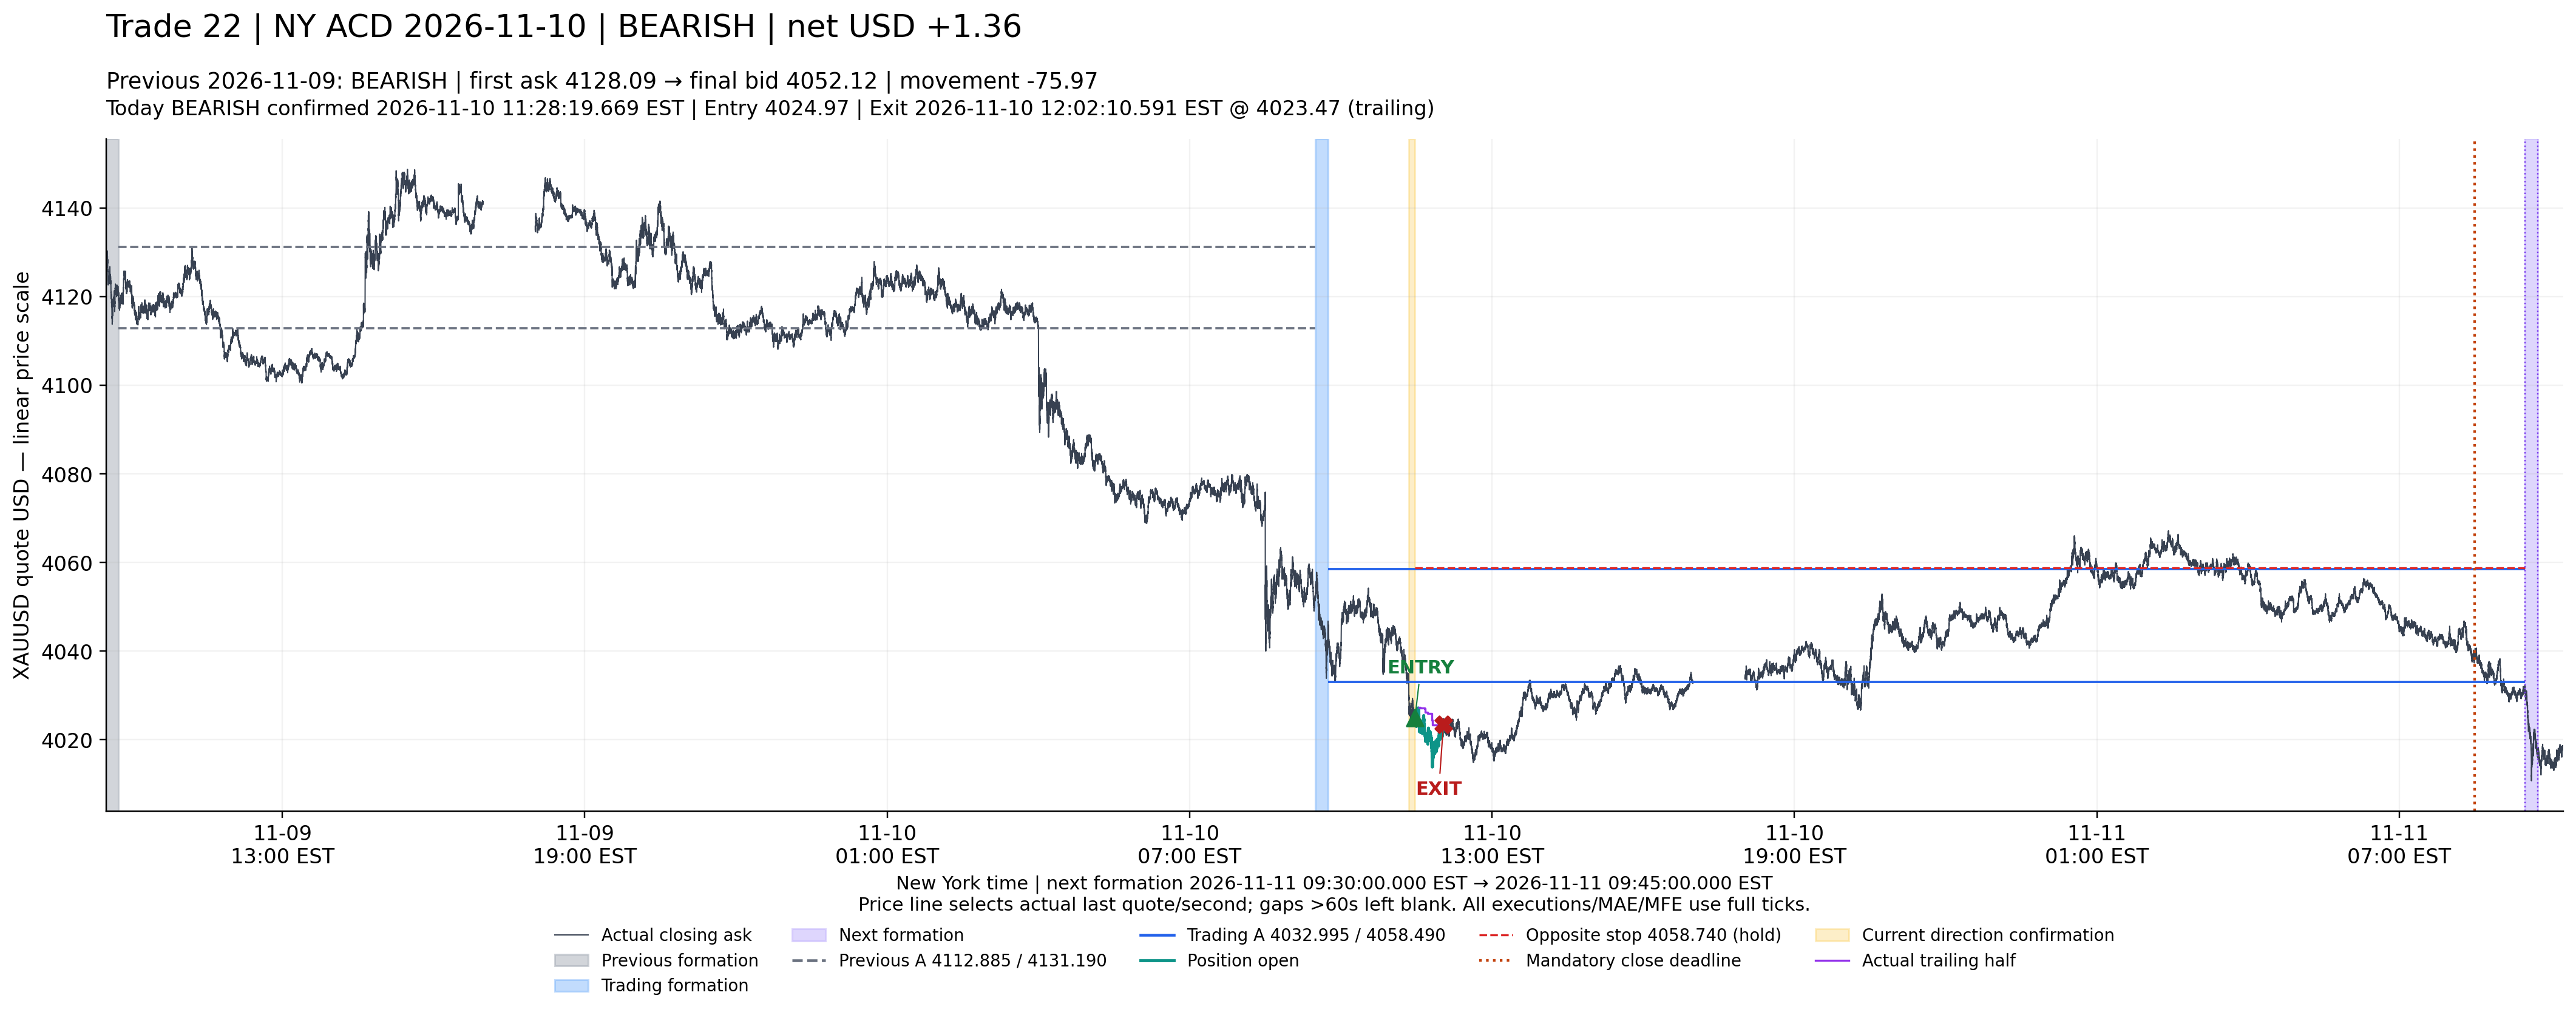 Trade 22 | NY ACD 2026-11-10 | BEARISH | net USD +1.36
Previous 2026-11-09: BEARISH | first ask 4128.09 → final bid 4052.12 | movement -75.97
Today BEARISH confirmed 2026-11-10 11:28:19.669 EST | Entry 4024.97 | Exit 2026-11-10 12:02:10.591 EST @ 4023.47 (trailing)
XAUUSD quote USD — linear price scale
4140
4120
4100
4080
4060
4040
4020
ENTRY
EXIT
11-09 11-09 11-10 11-10 11-10 11-10 11-11 11-11
13:00 EST 19:00 EST 01:00 EST 07:00 EST 13:00 EST 19:00 EST 01:00 EST 07:00 EST
New York time | next formation 2026-11-11 09:30:00.000 EST → 2026-11-11 09:45:00.000 EST
Price line selects actual last quote/second; gaps >60s left blank. All executions/MAE/MFE use full ticks.
Actual closing ask Next formation Trading A 4032.995 / 4058.490 Opposite stop 4058.740 (hold) Current direction confirmation
Previous formation Previous A 4112.885 / 4131.190 Position open Mandatory close deadline Actual trailing half
Trading formation